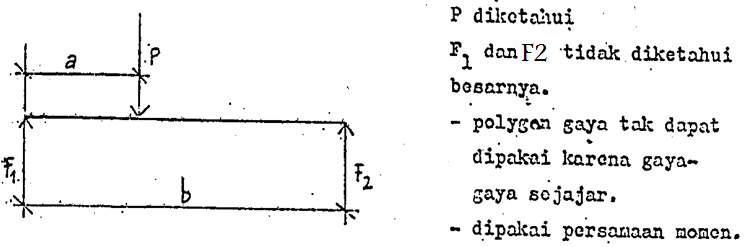 a
P
F1
F2
b
P diketahui
F1 dan F2 tidak diketahui
besarnya.
- polygon gaya tak dapat
dipakai karena gaya-
gaya sejajar.
- dipakai persamaan momen.